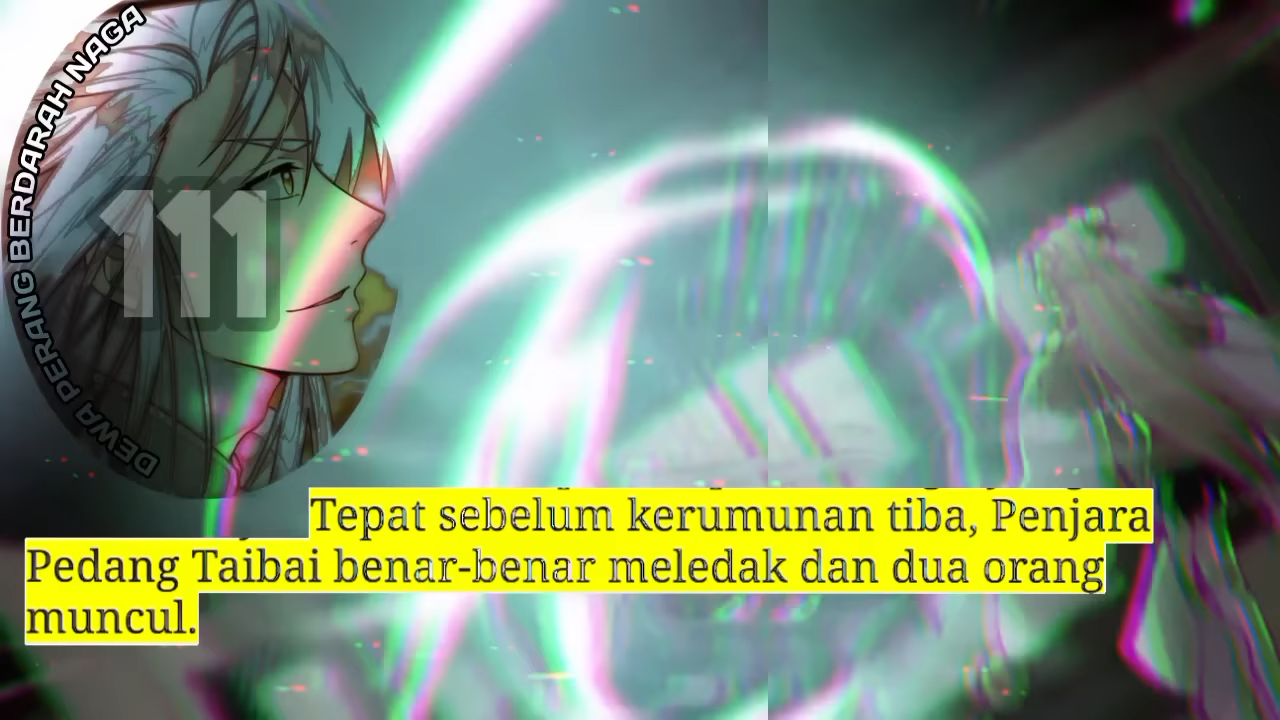 DEWA PERANG BERDARAH NAGA
111
Tepat sebelum kerumunan tiba, Penjara
Pedang Taibai benar-benar meledak dan dua orang
muncul.